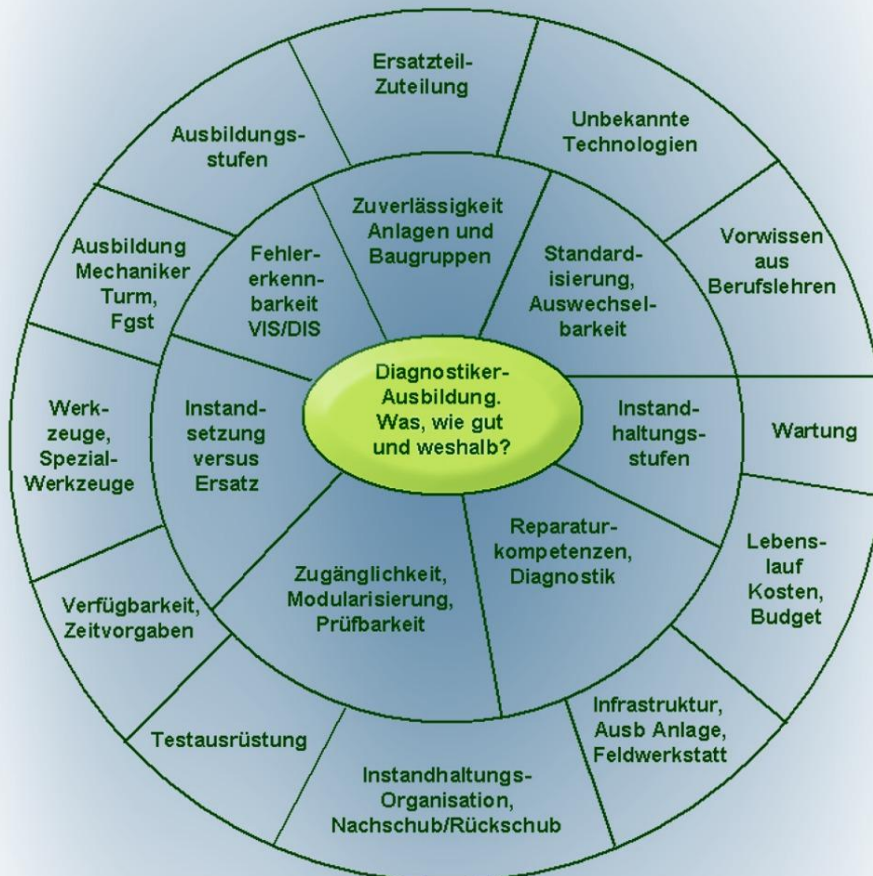 Ersatzteil-
Zuteilung
Unbekannte
Technologien
Vorwissen
aus
Berufslehren
Wartung
Lebens-
lauf
Kosten,
Budget
Infrastruktur,
Ausb Anlage,
Feldwerkstatt
Instandhaltungs-
Organisation,
Nachschub/Rückschub
Testausrüstung
Verfügbarkeit,
Zeitvorgaben
Werk-
zeuge,
Spezial-
Werkzeuge
Ausbildung
Mechaniker
Turm,
Fgst
Ausbildungs-
stufen
Zuverlässigkeit
Anlagen und
Baugruppen
Standard-
isierung,
Auswechsel-
barkeit
Instand-
haltungs-
stufen
Reparatur-
kompetenzen,
Diagnostik
Zugänglichkeit,
Modularisierung,
Prüfbarkeit
Instand-
setzung
versus
Ersatz
Fehler-
erkenn-
barkeit
VIS/DIS
Diagnostiker-
Ausbildung.
Was, wie gut
und weshalb?